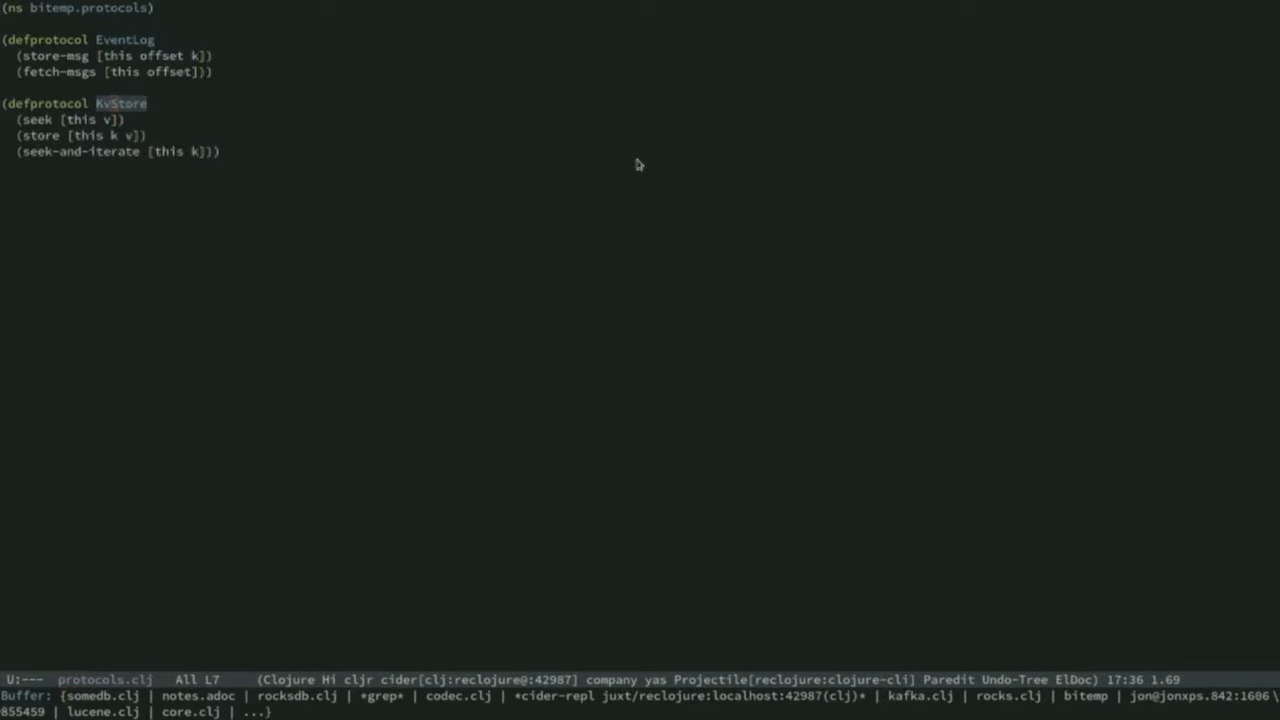 (ns bitemp.protocols)
(defprotocol EventLog
(store-msg [this offset k])
(fetch-msgs [this offset]))
(defprotocol KvStore
(seek [this v])
(store [this k v])
(seek-and-iterate [this k]))
U:--- protocols.clj All L7 (Clojure Hi cljr cider[clj:reclojure@:42987] company yas Projectile[reclojure:clojure-cli] Paredit Undo-Tree ElDoc) 17:36 1.69
Buffer: {somedb.clj | notes.adoc | rocksdb.clj | *grep* | codec.clj | *cider-repl juxt/reclojure:localhost:42987(clj)* | kafka.clj | rocks.clj | bitemp | jon@jonxps.842:1606\
855459 | lucene.clj | core.clj | ...}